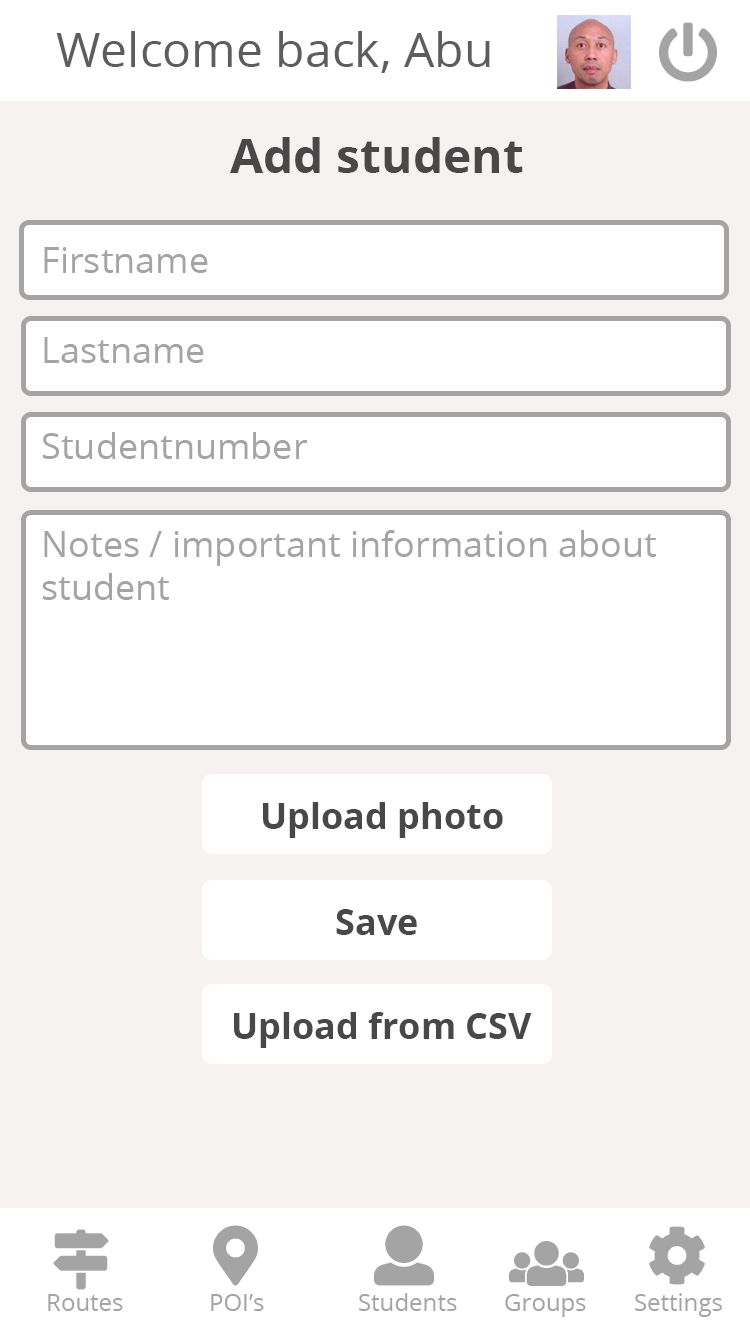 Welcome back, Abu
Add student
Firstname
Lastname
Studentnumber
Notes / important information about
student
Upload photo
Save
Upload from CSV
Routes
POI’s
Students
Groups
Settings